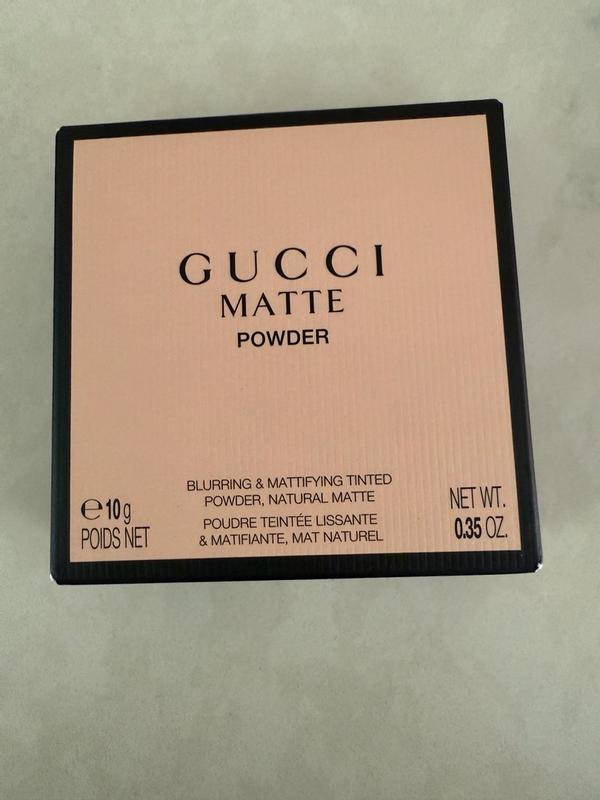 GUCCI
MATTE
POWDER
BLURRING & MATTIFYING TINTED
POWDER, NATURAL MATTE
POUDRE TEINTÉE LISSANTE
& MATIFIANTE, MAT NATUREL
℮ 10 g
POIDS NET
NET WT.
0.35 OZ.